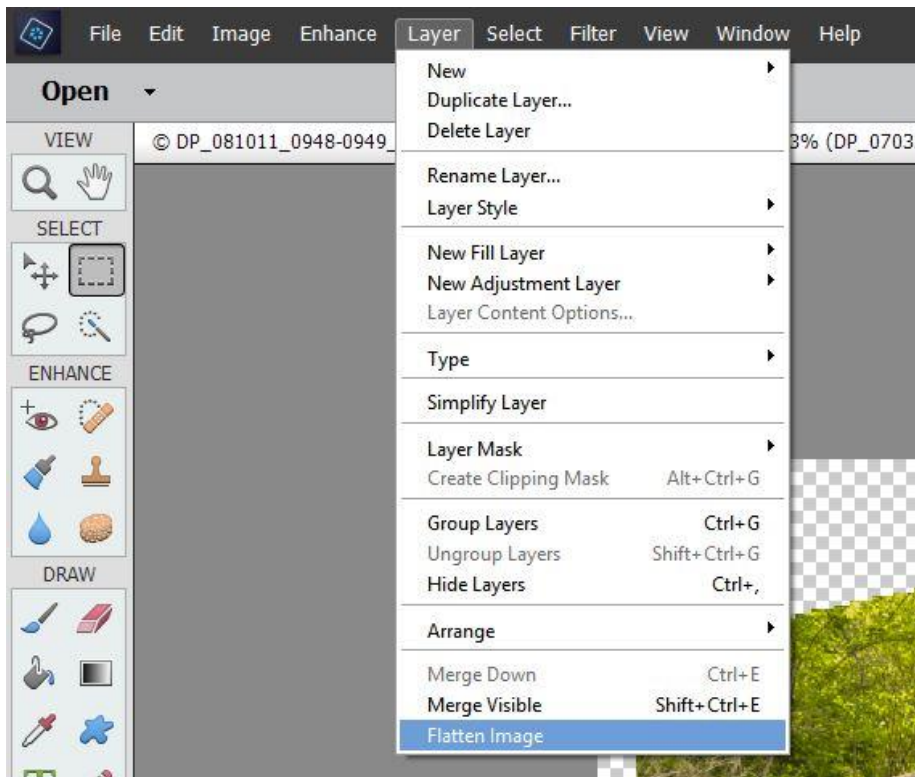 File Edit Image Enhance Layer Select Filter View Window Help
Open
VIEW
© DP_081011_0948-0949_
3% (DP_0703
SELECT
ENHANCE
DRAW
New
Duplicate Layer...
Delete Layer
Rename Layer...
Layer Style
New Fill Layer
New Adjustment Layer
Layer Content Options...
Type
Simplify Layer
Layer Mask
Create Clipping Mask Alt+Ctrl+G
Group Layers Ctrl+G
Ungroup Layers Shift+Ctrl+G
Hide Layers Ctrl+,
Arrange
Merge Down Ctrl+E
Merge Visible Shift+Ctrl+E
Flatten Image